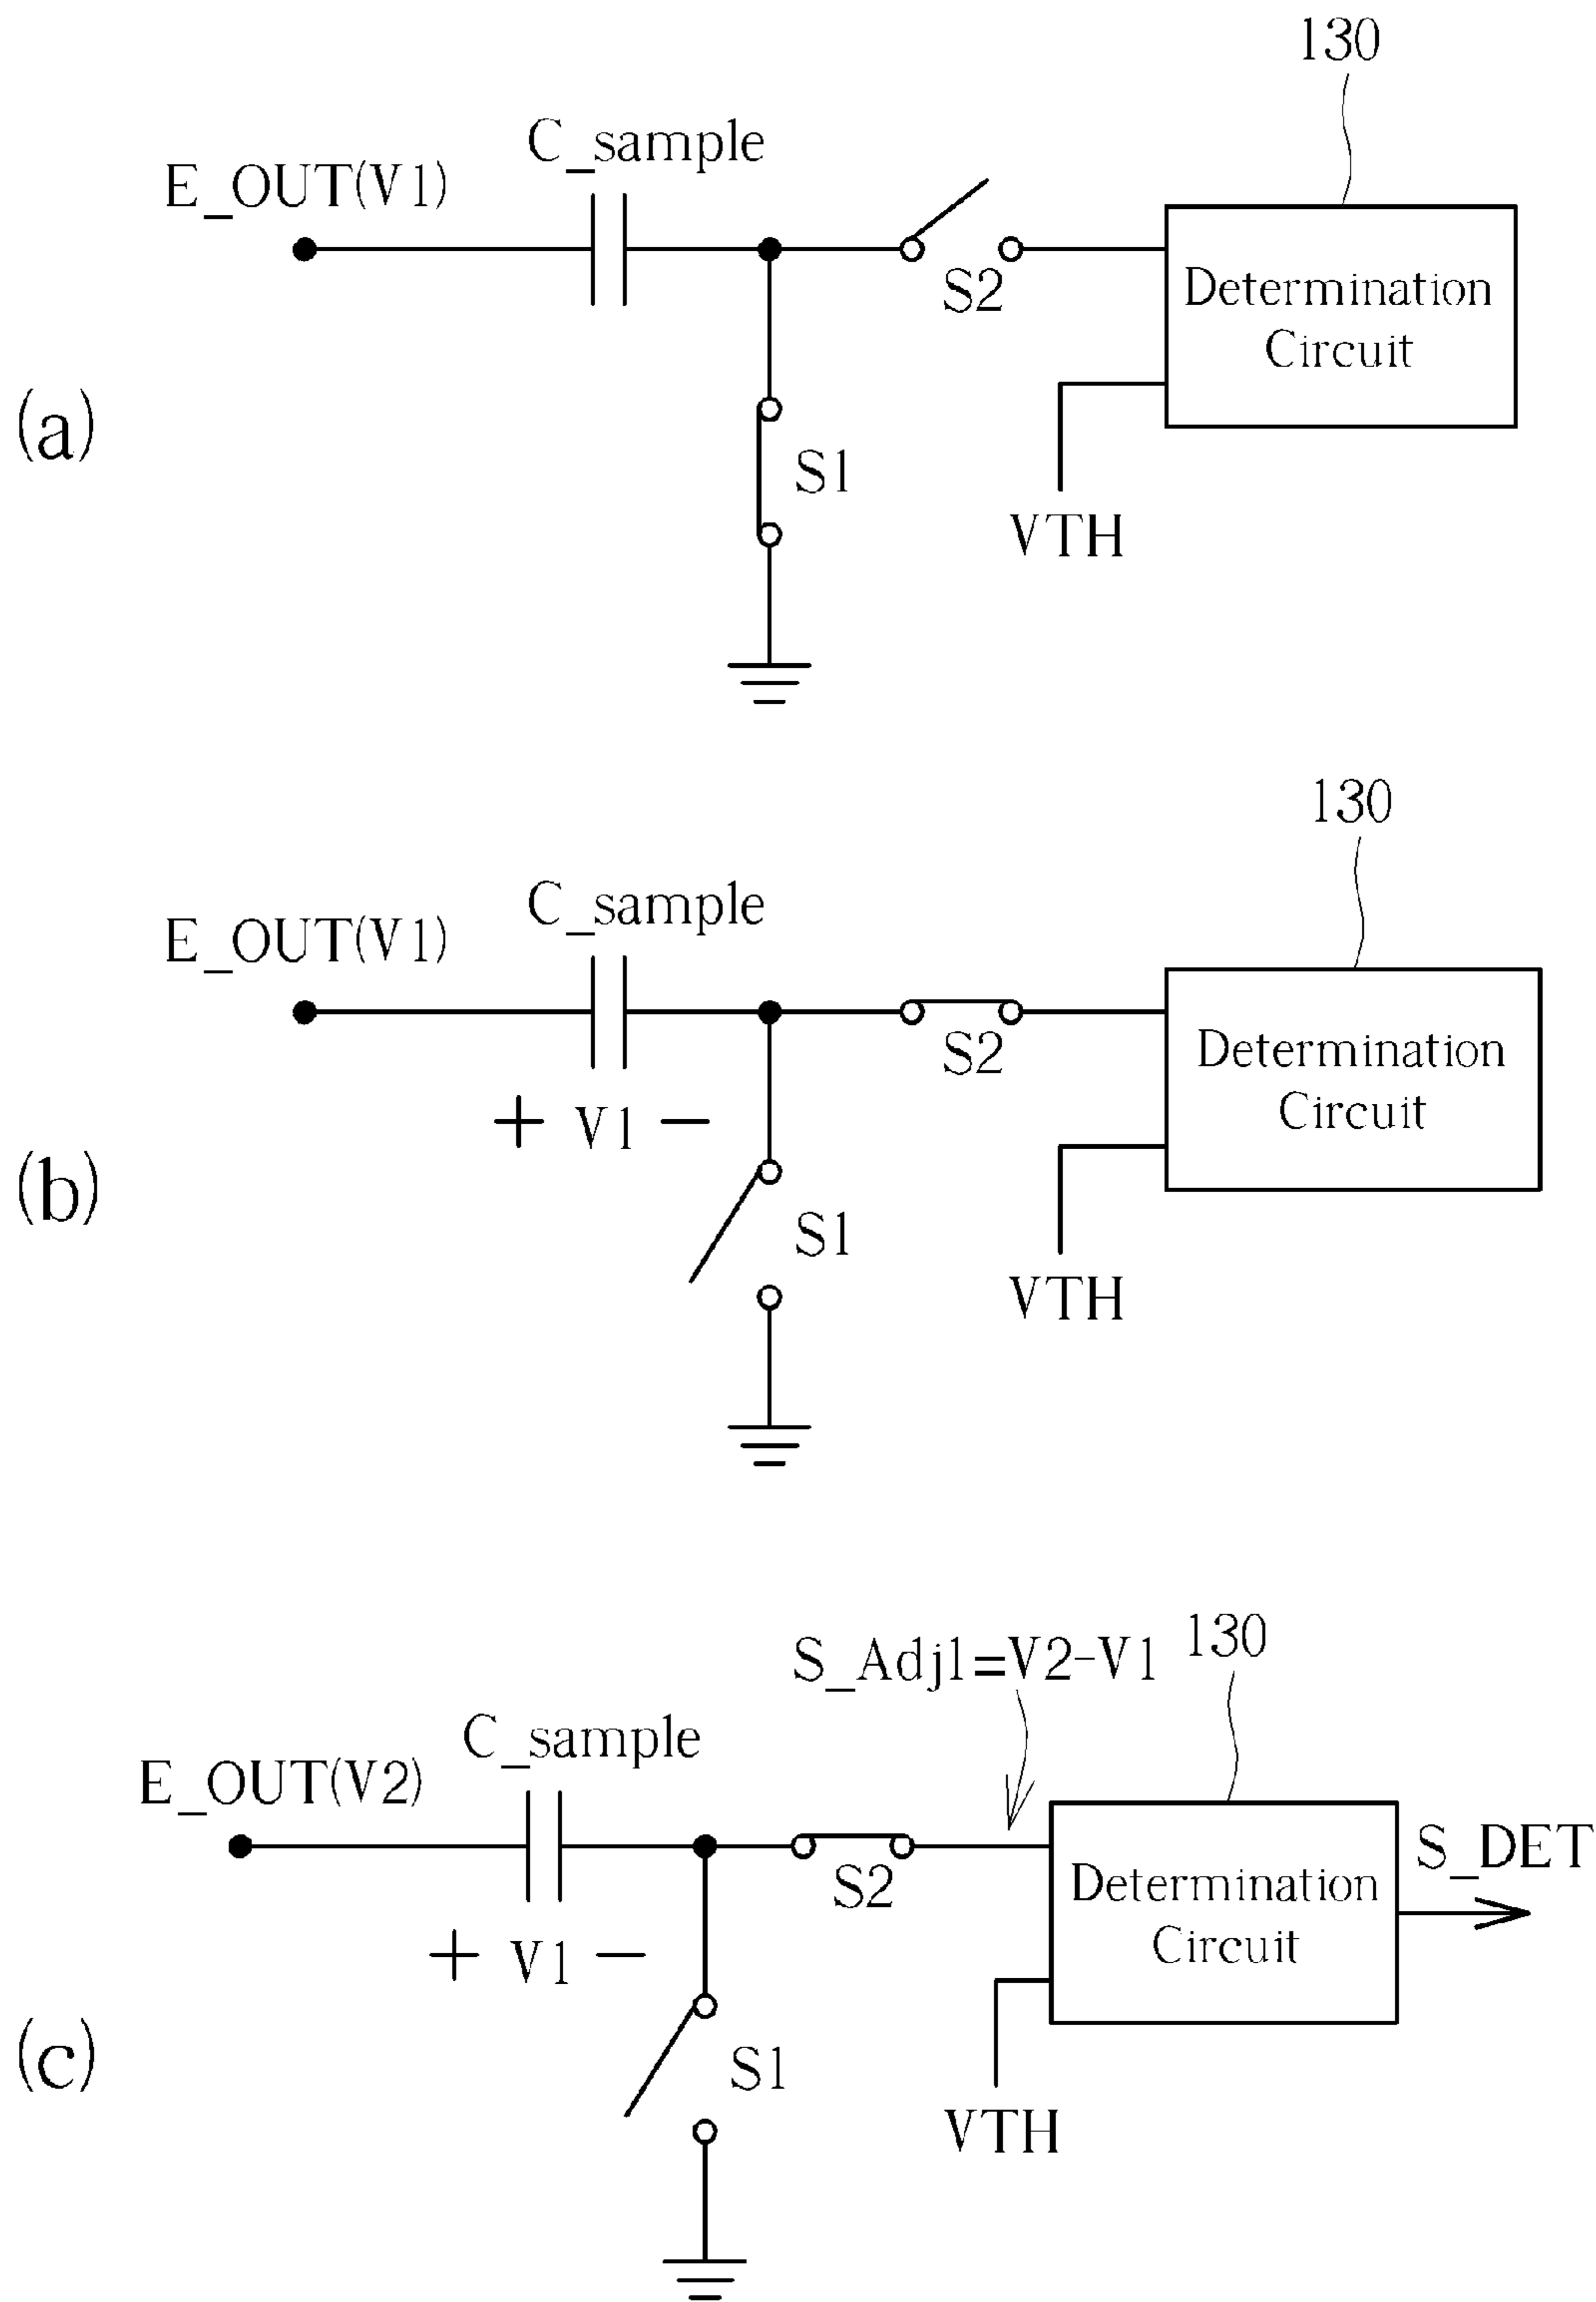 130
C_sample
E_OUT(V1)
S2
Determination
Circuit
(a)
S1
VTH
130
C_sample
E_OUT(V1)
S2
Determination
Circuit
+ V1 −
(b)
S1
VTH
S_Adj1=V2-V1
130
C_sample
E_OUT(V2)
S2
Determination
Circuit
S_DET
+ V1 −
(c)
S1
VTH